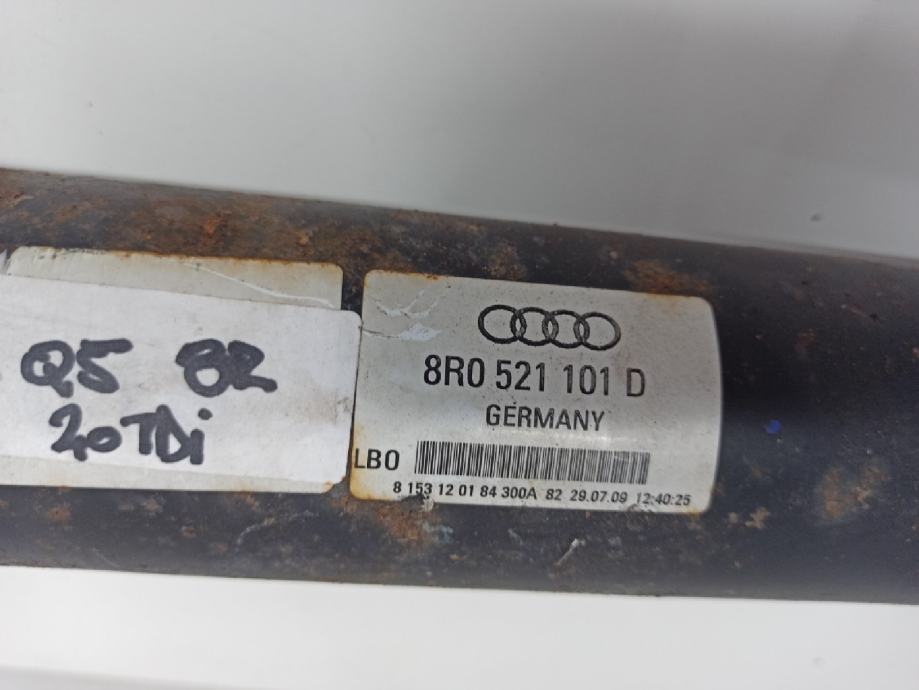 Q5 82
2.0TDi
8R0 521 101 D
GERMANY
LBO
8 153 12 01 84 300A 82 29.07.09 12:40:25